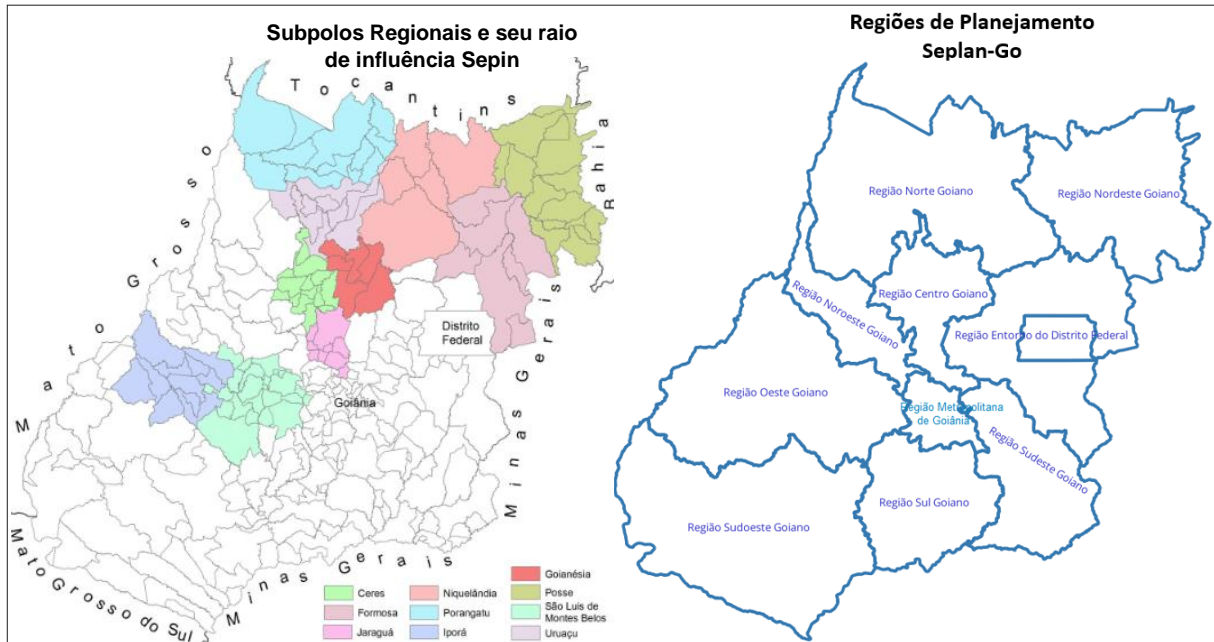 Subpolos Regionais e seu raio
de influência Sepin
Tocantins
Bahia
Mato Grosso
Distrito
Federal
Goiânia
Minas Gerais
Mato Grosso do Sul
Minas Gerais
Goianésia
Ceres
Niquelândia
Posse
Formosa
Porangatu
São Luis de
Montes Belos
Jaraguá
Iporá
Uruaçu
Regiões de Planejamento
Seplan-Go
Região Norte Goiano
Região Nordeste Goiano
Região Centro Goiano
Região Noroeste Goiano
Região Entorno do Distrito Federal
Região Oeste Goiano
Região Metropolitana
de Goiânia
Região Sudeste Goiano
Região Sul Goiano
Região Sudoeste Goiano